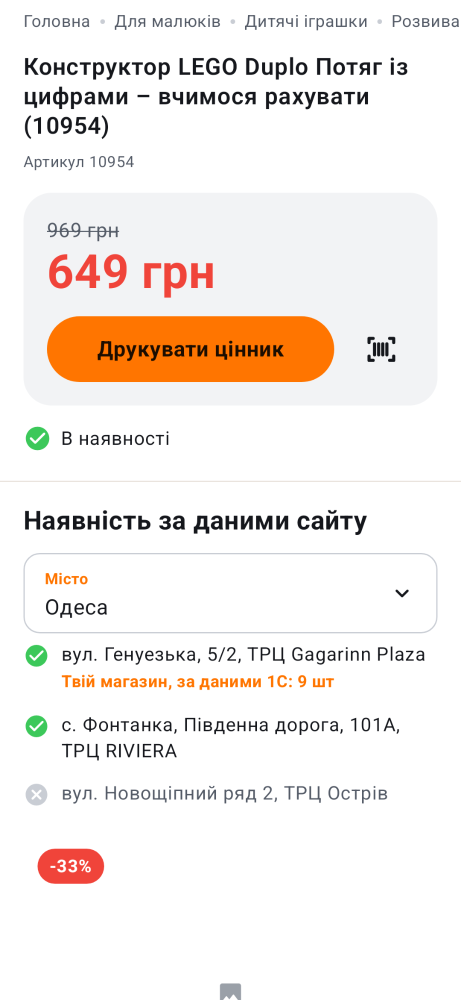 Головна • Для малюків • Дитячі іграшки • Розвива
Конструктор LEGO Duplo Потяг із
цифрами – вчимося рахувати
(10954)
Артикул 10954
969 грн
649 грн
Друкувати цінник
В наявності
Наявність за даними сайту
Місто
Одеса
вул. Генуезька, 5/2, ТРЦ Gagarinn Plaza
Твій магазин, за даними 1С: 9 шт
с. Фонтанка, Південна дорога, 101А,
ТРЦ RIVIERA
вул. Новощіпний ряд 2, ТРЦ Острів
-33%